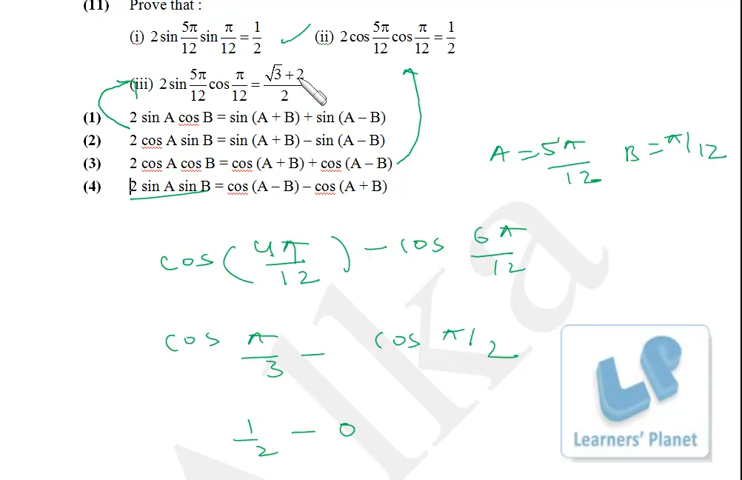 (11) Prove that :
(i) 2 sin 5π/12 sin π/12 = 1/2 (ii) 2 cos 5π/12 cos π/12 = 1/2
(iii) 2 sin 5π/12 cos π/12 = (√3 + 2)/2
(1) 2 sin A cos B = sin (A + B) + sin (A – B)
(2) 2 cos A sin B = sin (A + B) – sin (A – B)
(3) 2 cos A cos B = cos (A + B) + cos (A – B)
(4) 2 sin A sin B = cos (A – B) – cos (A + B)
A = 5π/12 B = π/12
cos (4π/12) – cos 6π/12
cos π/3 – cos π/2
1/2 – 0
LP
Learners' Planet
Alka